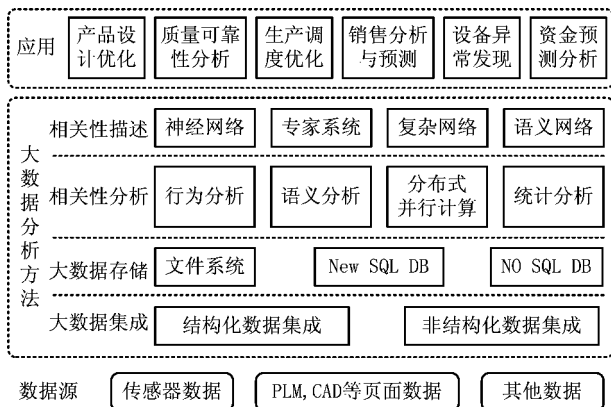 应用
产品设计优化
质量可靠性分析
生产调度优化
销售分析与预测
设备异常发现
资金预测分析
大数据分析方法
相关性描述
神经网络
专家系统
复杂网络
语义网络
相关性分析
行为分析
语义分析
分布式并行计算
统计分析
大数据存储
文件系统
New SQL DB
NO SQL DB
大数据集成
结构化数据集成
非结构化数据集成
数据源
传感器数据
PLM,CAD等页面数据
其他数据